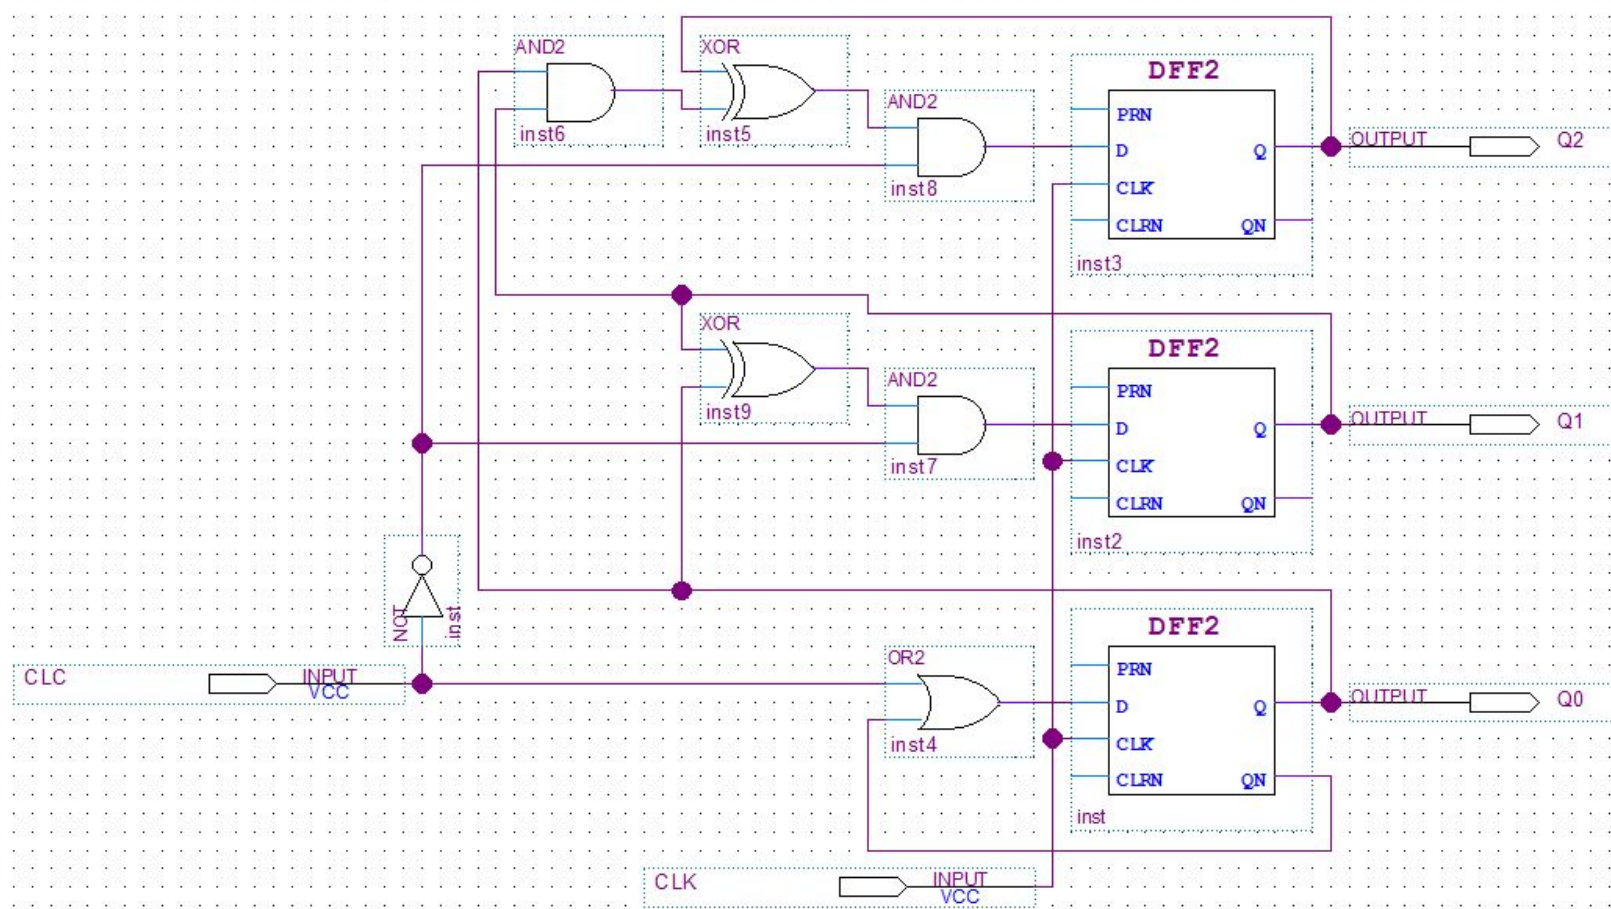 AND2
inst6
XOR
inst5
AND2
inst8
DFF2
PRN
D
CLK
CLRN
Q
QN
inst3
OUTPUT
Q2
XOR
inst9
AND2
inst7
DFF2
PRN
D
CLK
CLRN
Q
QN
inst2
OUTPUT
Q1
NOT
inst
CLC
INPUT
VCC
OR2
inst4
DFF2
PRN
D
CLK
CLRN
Q
QN
inst
OUTPUT
Q0
CLK
INPUT
VCC